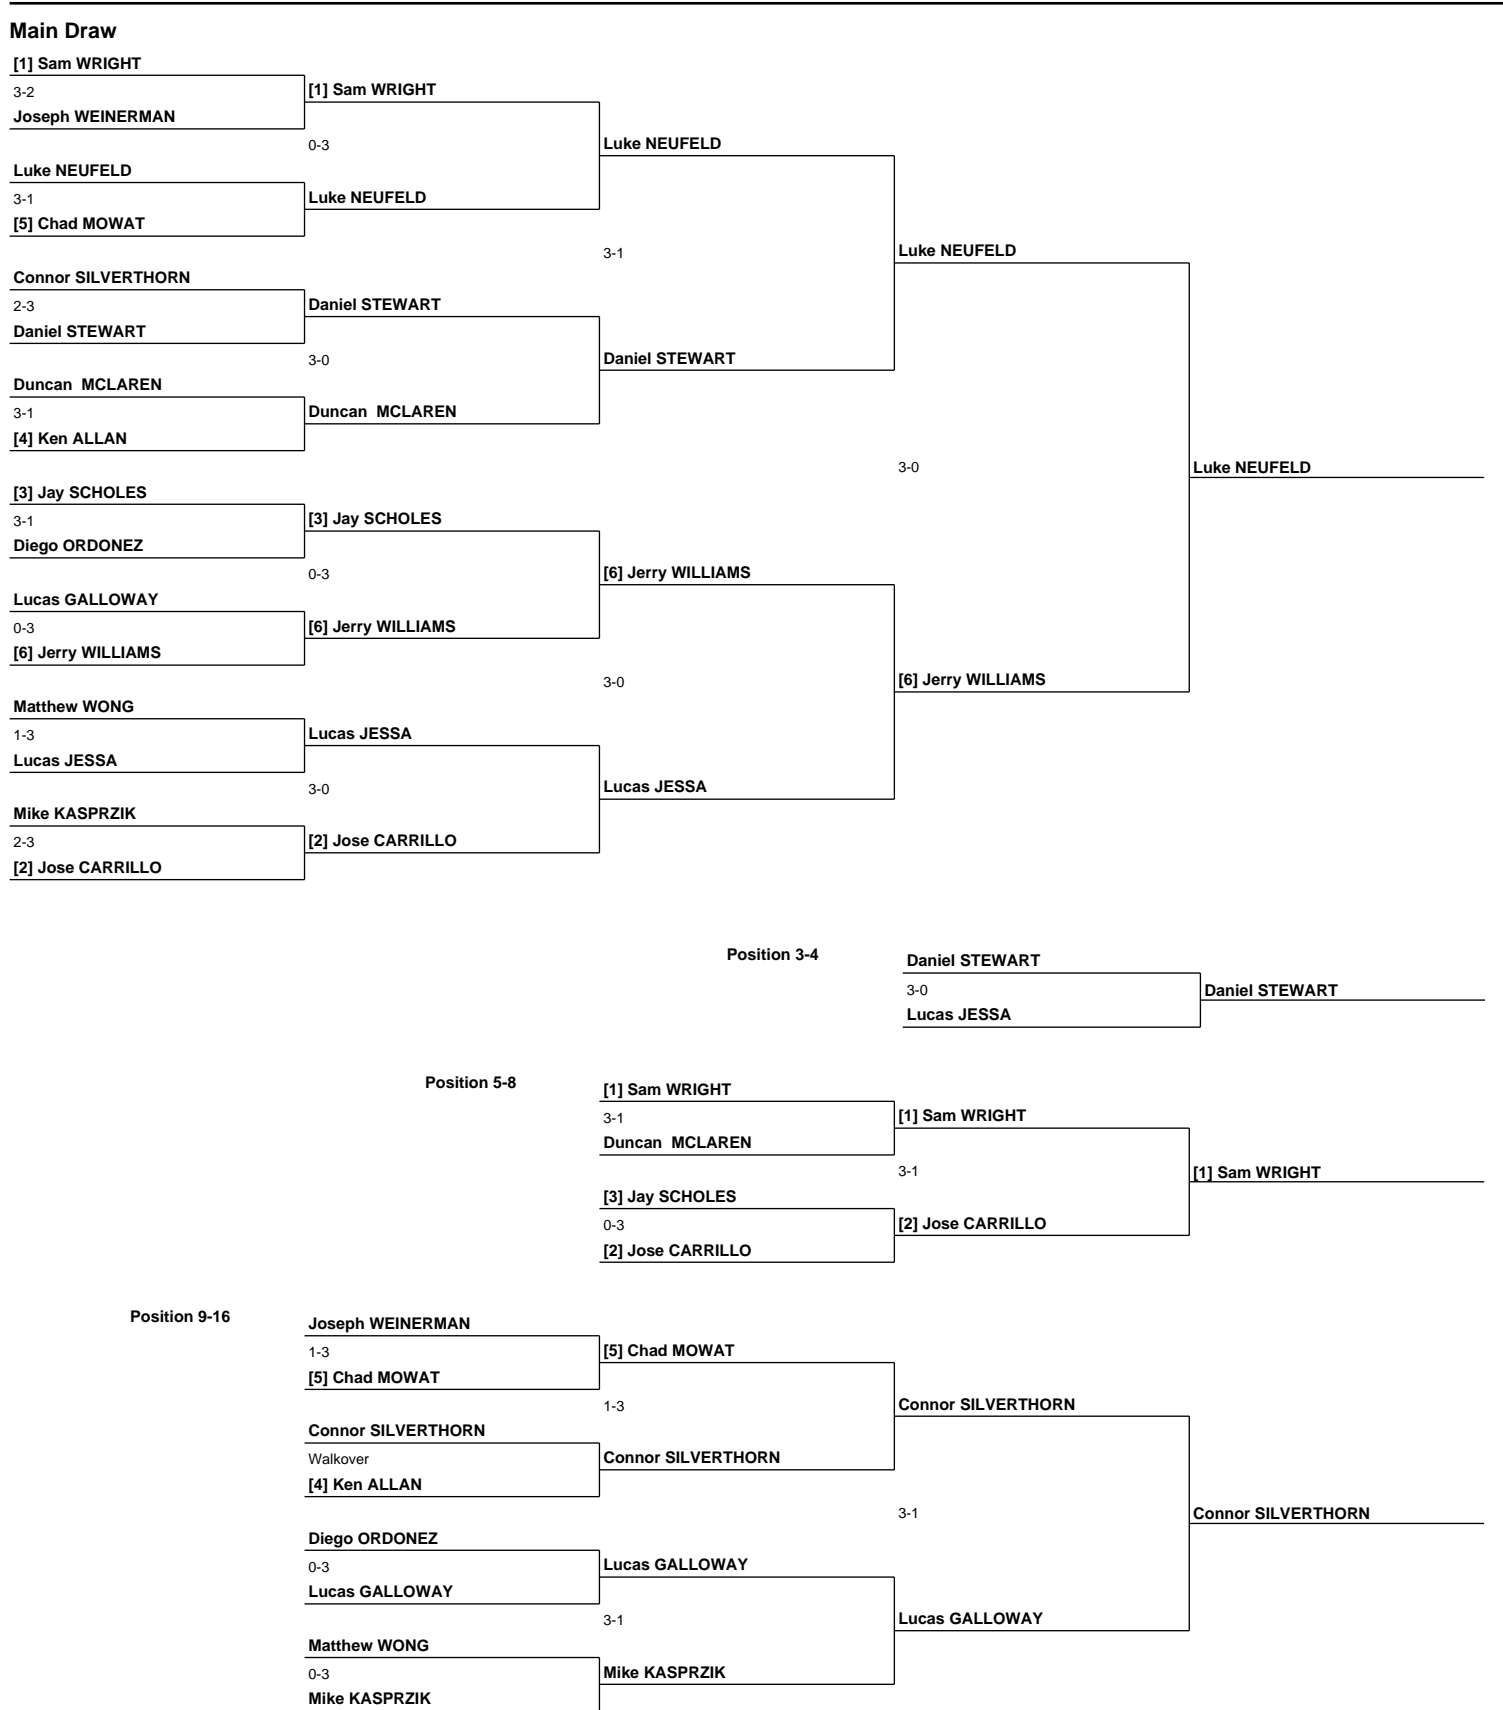 Main Draw
[1] Sam WRIGHT
3-2
[1] Sam WRIGHT
Joseph WEINERMAN
0-3
Luke NEUFELD
Luke NEUFELD
3-1
Luke NEUFELD
[5] Chad MOWAT
3-1
Luke NEUFELD
Connor SILVERTHORN
2-3
Daniel STEWART
Daniel STEWART
3-0
Daniel STEWART
Duncan  MCLAREN
3-1
Duncan  MCLAREN
[4] Ken ALLAN
3-0
Luke NEUFELD
[3] Jay SCHOLES
3-1
[3] Jay SCHOLES
Diego ORDONEZ
0-3
[6] Jerry WILLIAMS
Lucas GALLOWAY
0-3
[6] Jerry WILLIAMS
[6] Jerry WILLIAMS
3-0
[6] Jerry WILLIAMS
Matthew WONG
1-3
Lucas JESSA
Lucas JESSA
3-0
Lucas JESSA
Mike KASPRZIK
2-3
[2] Jose CARRILLO
[2] Jose CARRILLO
Position 3-4
Daniel STEWART
3-0
Daniel STEWART
Lucas JESSA
Position 5-8
[1] Sam WRIGHT
3-1
[1] Sam WRIGHT
Duncan  MCLAREN
3-1
[1] Sam WRIGHT
[3] Jay SCHOLES
0-3
[2] Jose CARRILLO
[2] Jose CARRILLO
Position 9-16
Joseph WEINERMAN
1-3
[5] Chad MOWAT
[5] Chad MOWAT
1-3
Connor SILVERTHORN
Connor SILVERTHORN
Walkover
Connor SILVERTHORN
[4] Ken ALLAN
3-1
Connor SILVERTHORN
Diego ORDONEZ
0-3
Lucas GALLOWAY
Lucas GALLOWAY
3-1
Lucas GALLOWAY
Matthew WONG
0-3
Mike KASPRZIK
Mike KASPRZIK